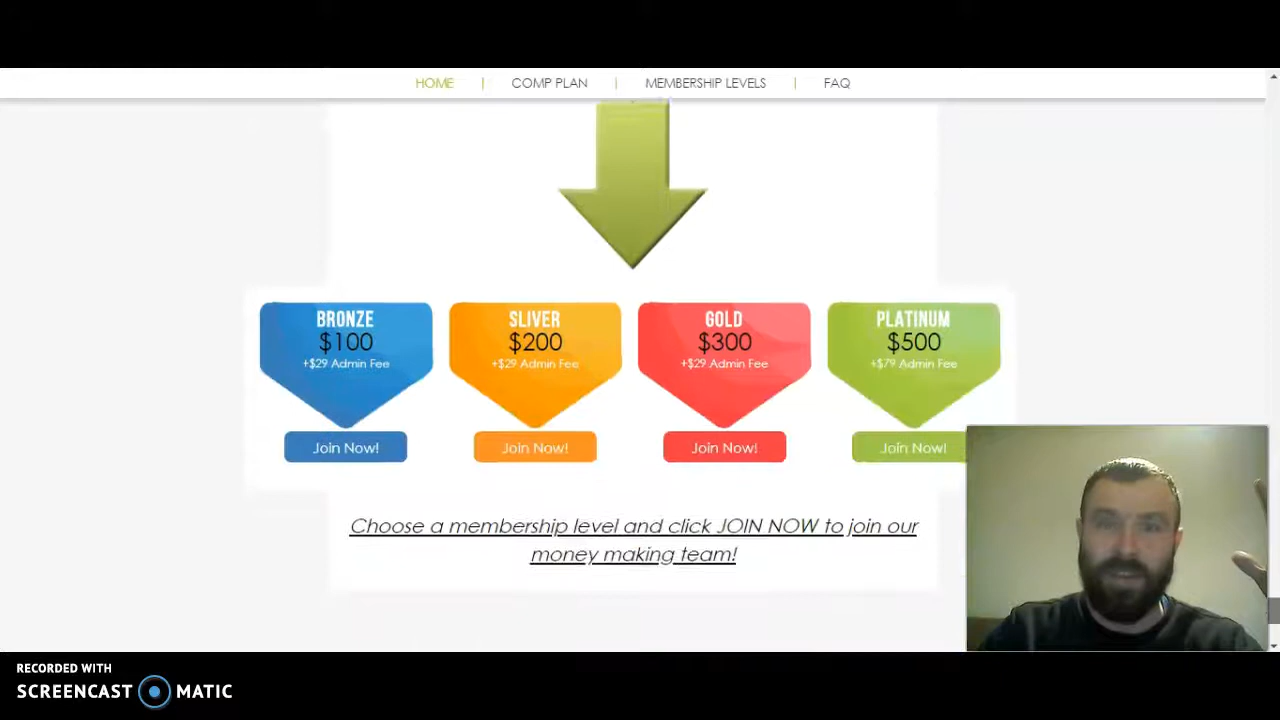 HOME | COMP PLAN | MEMBERSHIP LEVELS | FAQ
BRONZE
$100
+$29 Admin Fee
Join Now!
SLIVER
$200
+$29 Admin Fee
Join Now!
GOLD
$300
+$29 Admin Fee
Join Now!
PLATINUM
$500
+$79 Admin Fee
Join Now!
Choose a membership level and click JOIN NOW to join our
money making team!
RECORDED WITH
SCREENCAST MATIC